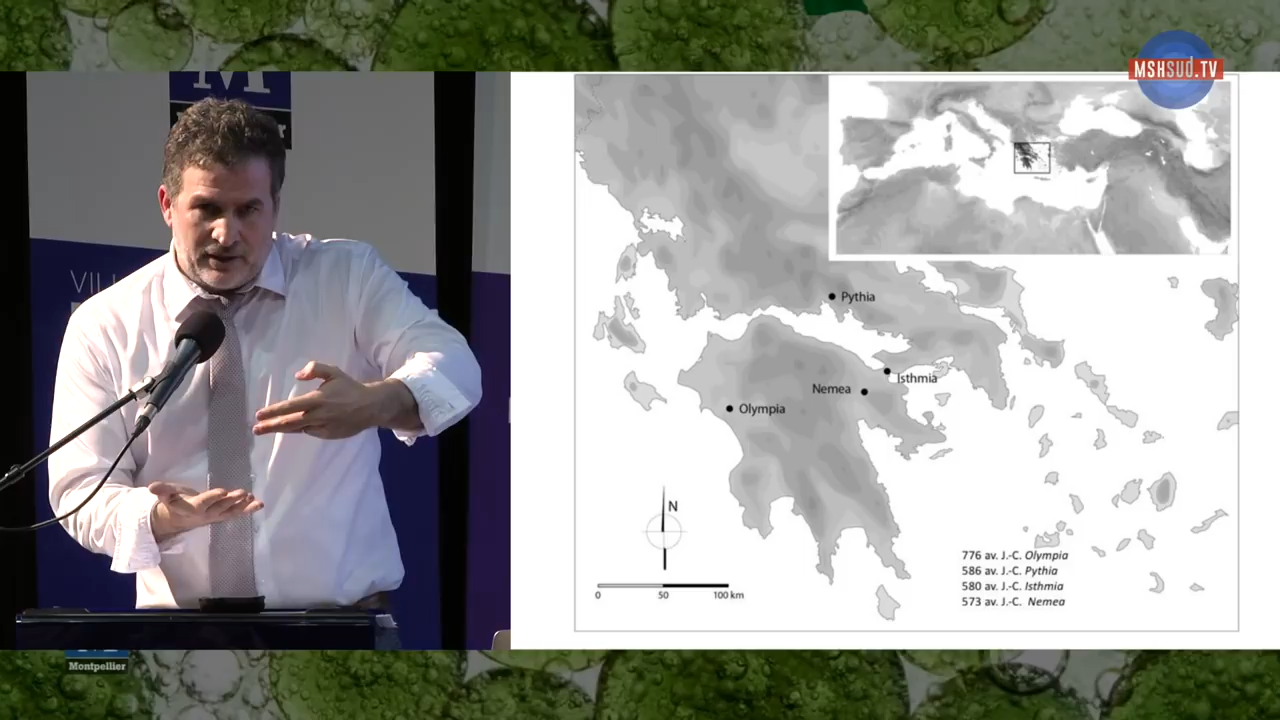 MSHSUD.TV
VIL
Pythia
Isthmia
Nemea
Olympia
N
0 50 100 km
776 av. J.-C. Olympia
586 av. J.-C. Pythia
580 av. J.-C. Isthmia
573 av. J.-C. Nemea
Montpellier